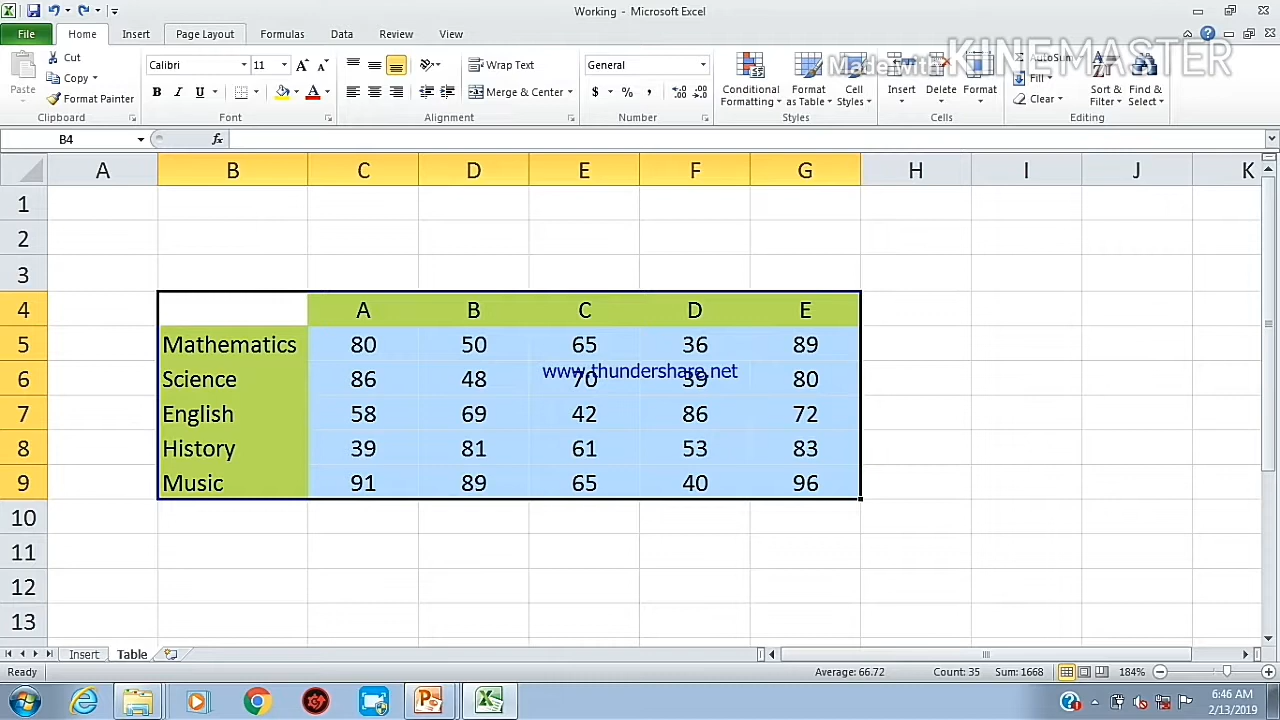 Working - Microsoft Excel
File Home Insert Page Layout Formulas Data Review View
Made with KINEMASTER
Paste
Cut
Copy
Format Painter
Calibri 11
B I U A A A
Wrap Text
Merge & Center
General
$ % ,
Conditional Formatting
Format as Table
Cell Styles
Insert Delete Format
AutoSum
Fill
Clear
Sort & Filter
Find & Select
Clipboard Font Alignment Number Styles Cells Editing
B4 fx
A B C D E F G H I J K
1
2
3
4 A B C D E
5 Mathematics 80 50 65 36 89
www.thundershare.net
6 Science 86 48 70 39 80
7 English 58 69 42 86 72
8 History 39 81 61 53 83
9 Music 91 89 65 40 96
10
11
12
13
Insert Table
Ready Average: 66.72 Count: 35 Sum: 1668 184%
6:46 AM
2/13/2019